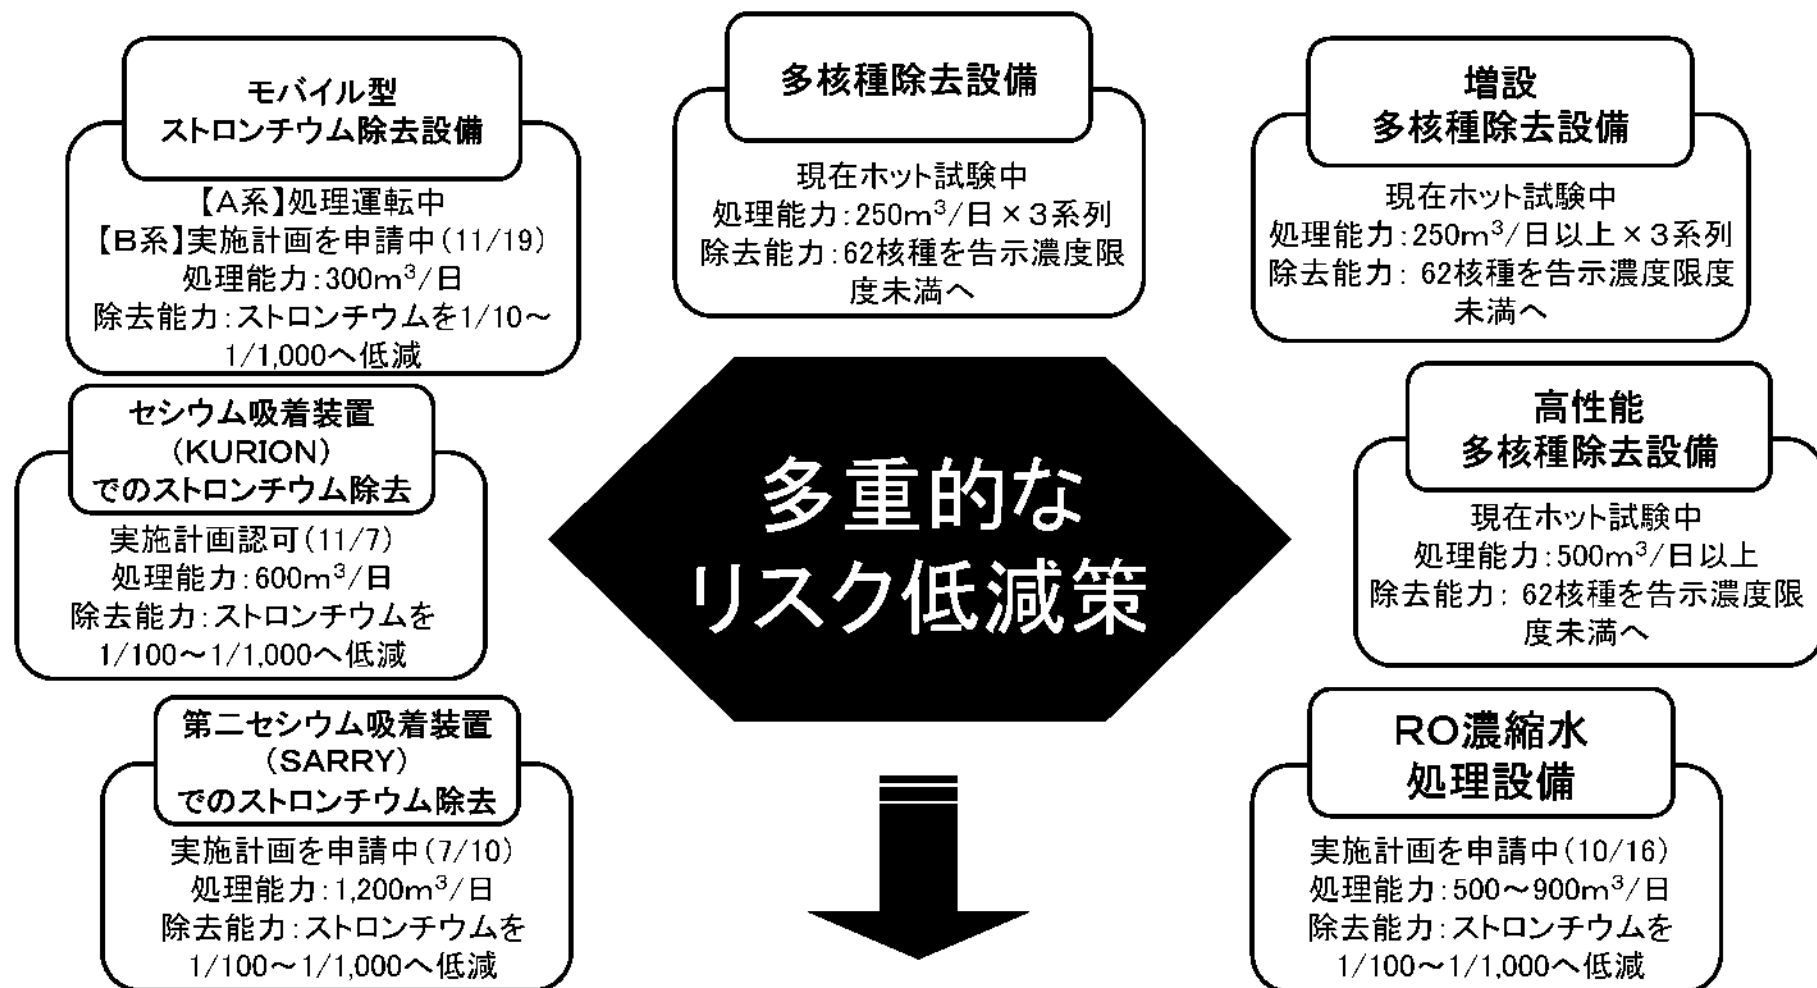 モバイル型
ストロンチウム除去設備
【A系】処理運転中
【B系】実施計画を申請中(11/19)
処理能力:300m³/日
除去能力:ストロンチウムを1/10～
1/1,000へ低減
多核種除去設備
現在ホット試験中
処理能力:250m³/日×3系列
除去能力:62核種を告示濃度限
度未満へ
増設
多核種除去設備
現在ホット試験中
処理能力:250m³/日以上×3系列
除去能力: 62核種を告示濃度限度
未満へ
セシウム吸着装置
(KURION)
でのストロンチウム除去
実施計画認可(11/7)
処理能力:600m³/日
除去能力:ストロンチウムを
1/100～1/1,000へ低減
多重的な
リスク低減策
高性能
多核種除去設備
現在ホット試験中
処理能力:500m³/日以上
除去能力: 62核種を告示濃度限
度未満へ
第二セシウム吸着装置
(SARRY)
でのストロンチウム除去
実施計画を申請中(7/10)
処理能力:1,200m³/日
除去能力:ストロンチウムを
1/100～1/1,000へ低減
RO濃縮水
処理設備
実施計画を申請中(10/16)
処理能力:500～900m³/日
除去能力:ストロンチウムを
1/100～1/1,000へ低減